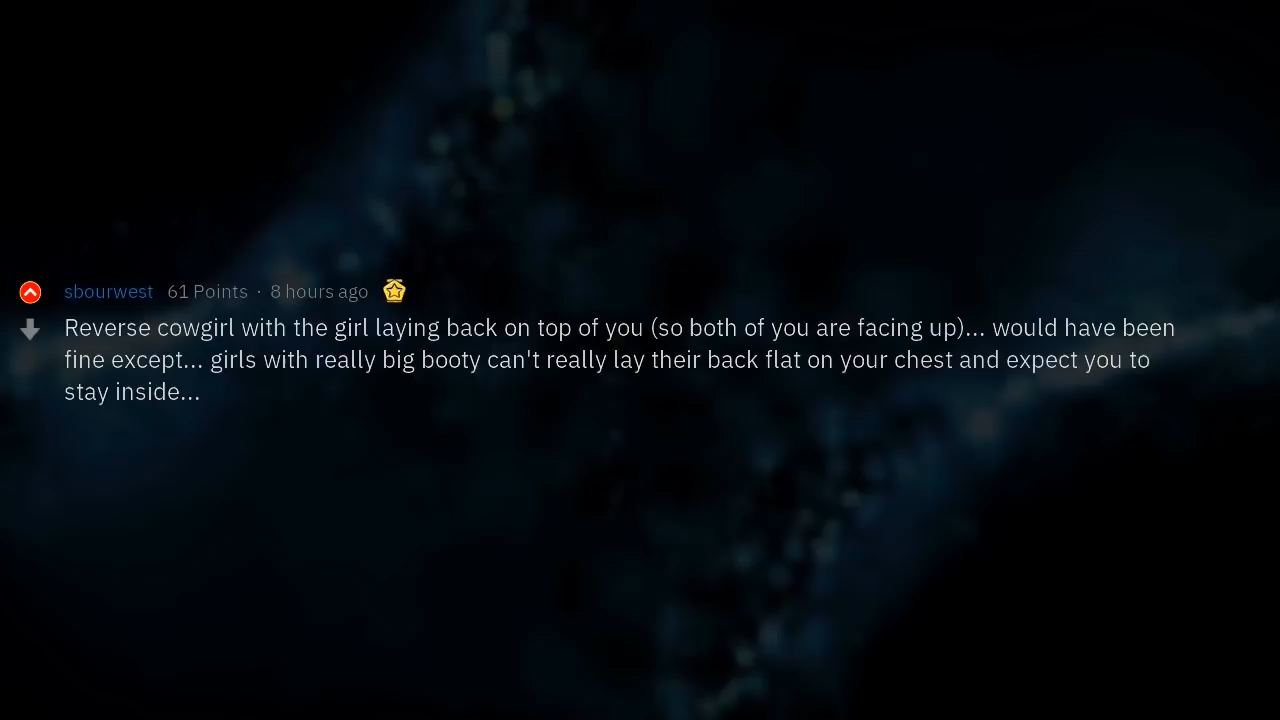 sbourwest 61 Points · 8 hours ago
Reverse cowgirl with the girl laying back on top of you (so both of you are facing up)... would have been
fine except... girls with really big booty can't really lay their back flat on your chest and expect you to
stay inside...